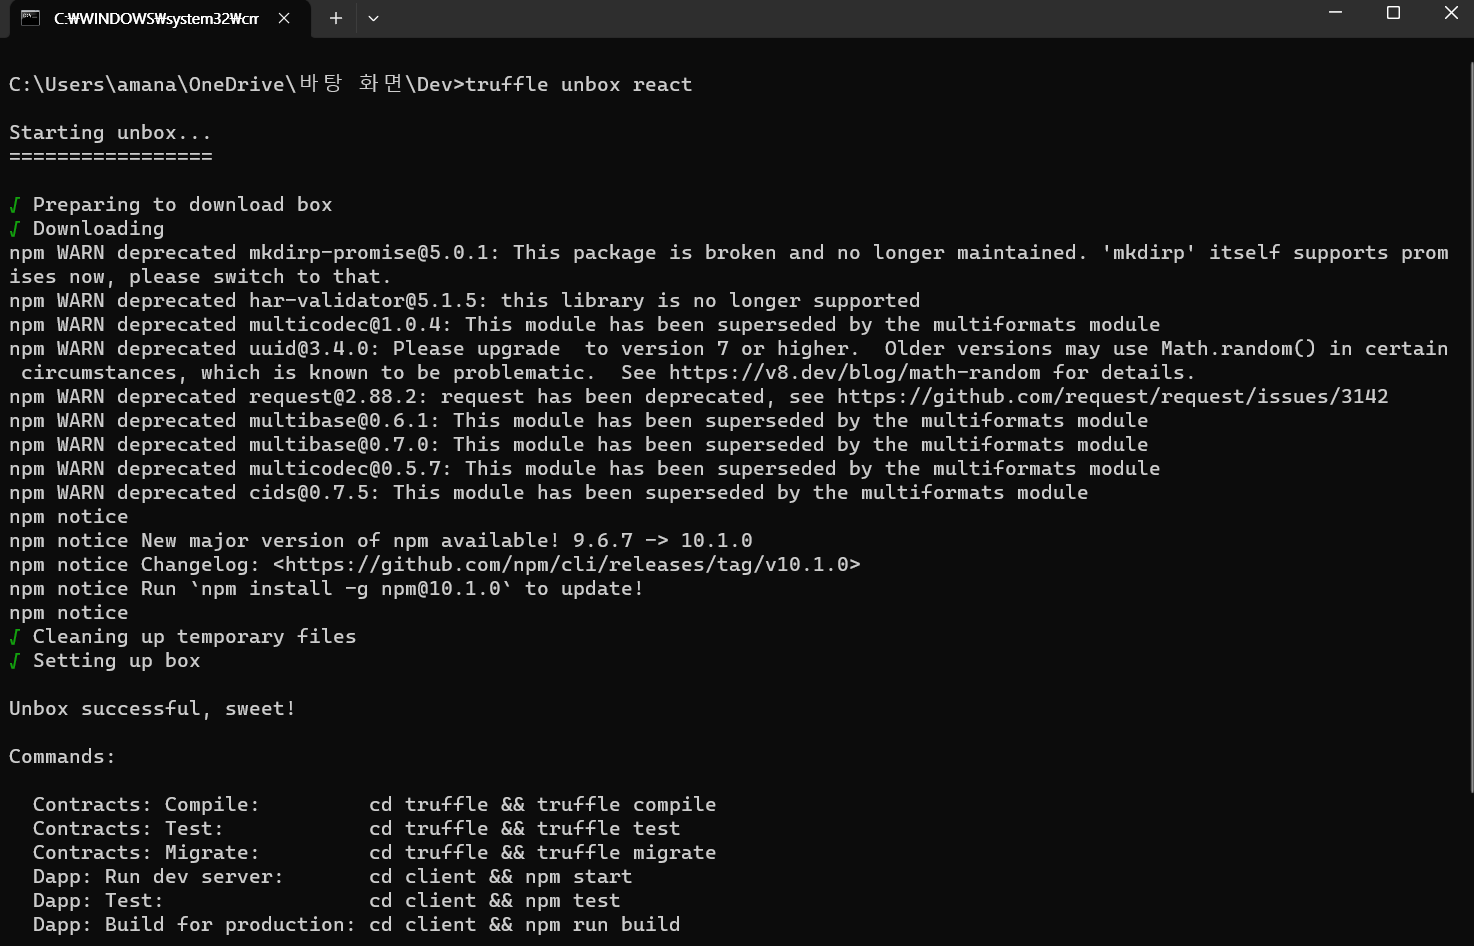 C:₩WINDOWS₩system32₩cm
C:\Users\amana\OneDrive\바탕 화면\Dev>truffle unbox react
Starting unbox...
=================
√ Preparing to download box
√ Downloading
npm WARN deprecated mkdirp-promise@5.0.1: This package is broken and no longer maintained. 'mkdirp' itself supports prom
ises now, please switch to that.
npm WARN deprecated har-validator@5.1.5: this library is no longer supported
npm WARN deprecated multicodec@1.0.4: This module has been superseded by the multiformats module
npm WARN deprecated uuid@3.4.0: Please upgrade  to version 7 or higher.  Older versions may use Math.random() in certain
 circumstances, which is known to be problematic.  See https://v8.dev/blog/math-random for details.
npm WARN deprecated request@2.88.2: request has been deprecated, see https://github.com/request/request/issues/3142
npm WARN deprecated multibase@0.6.1: This module has been superseded by the multiformats module
npm WARN deprecated multibase@0.7.0: This module has been superseded by the multiformats module
npm WARN deprecated multicodec@0.5.7: This module has been superseded by the multiformats module
npm WARN deprecated cids@0.7.5: This module has been superseded by the multiformats module
npm notice
npm notice New major version of npm available! 9.6.7 -> 10.1.0
npm notice Changelog: <https://github.com/npm/cli/releases/tag/v10.1.0>
npm notice Run `npm install -g npm@10.1.0` to update!
npm notice
√ Cleaning up temporary files
√ Setting up box
Unbox successful, sweet!
Commands:
  Contracts: Compile:         cd truffle && truffle compile
  Contracts: Test:            cd truffle && truffle test
  Contracts: Migrate:         cd truffle && truffle migrate
  Dapp: Run dev server:       cd client && npm start
  Dapp: Test:                 cd client && npm test
  Dapp: Build for production: cd client && npm run build